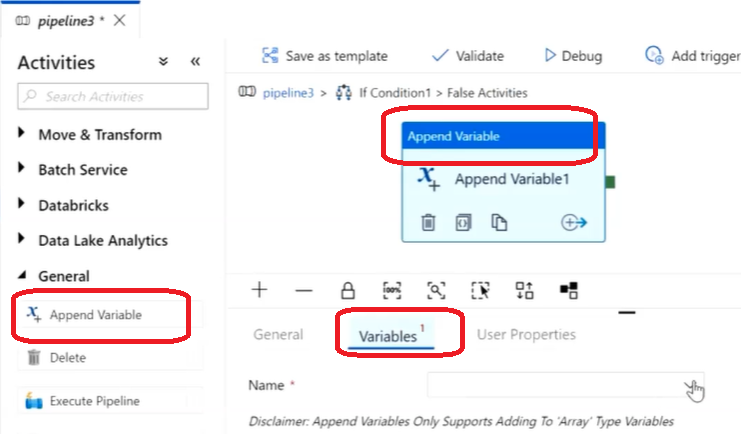 pipeline3 *
Activities
Search Activities
Move & Transform
Batch Service
Databricks
Data Lake Analytics
General
Append Variable
Delete
Execute Pipeline
Save as template Validate Debug Add trigger
pipeline3 > If Condition1 > False Activities
Append Variable
Append Variable1
100%
General Variables 1 User Properties
Name *
Disclaimer: Append Variables Only Supports Adding To 'Array' Type Variables